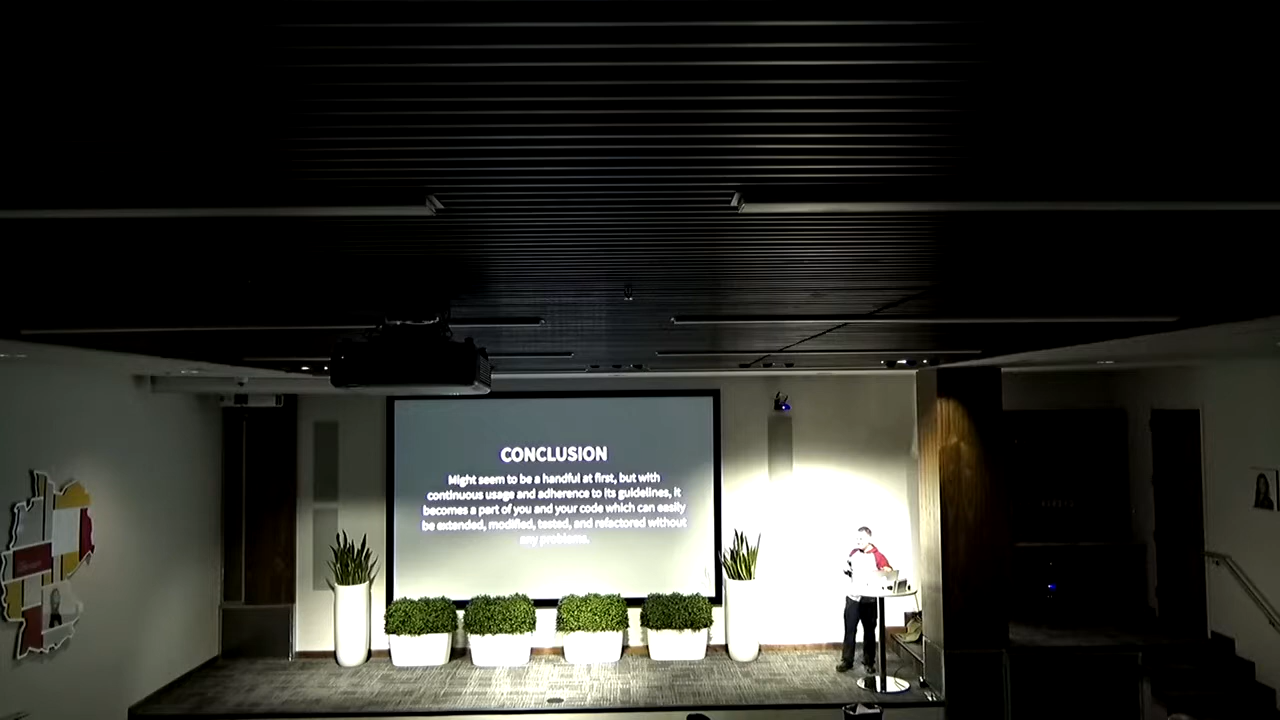 CONCLUSION
Might seem to be a handful at first, but with
continuous usage and adherence to its guidelines, it
becomes a part of you and your code which can easily
be extended, modified, tested, and refactored without
any problems.